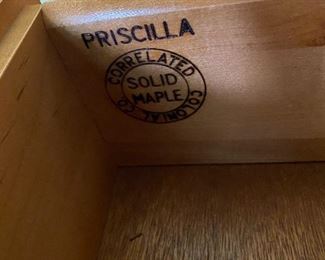 PRISCILLA
CORRELATED
SOLID
MAPLE
COLONIAL CO.